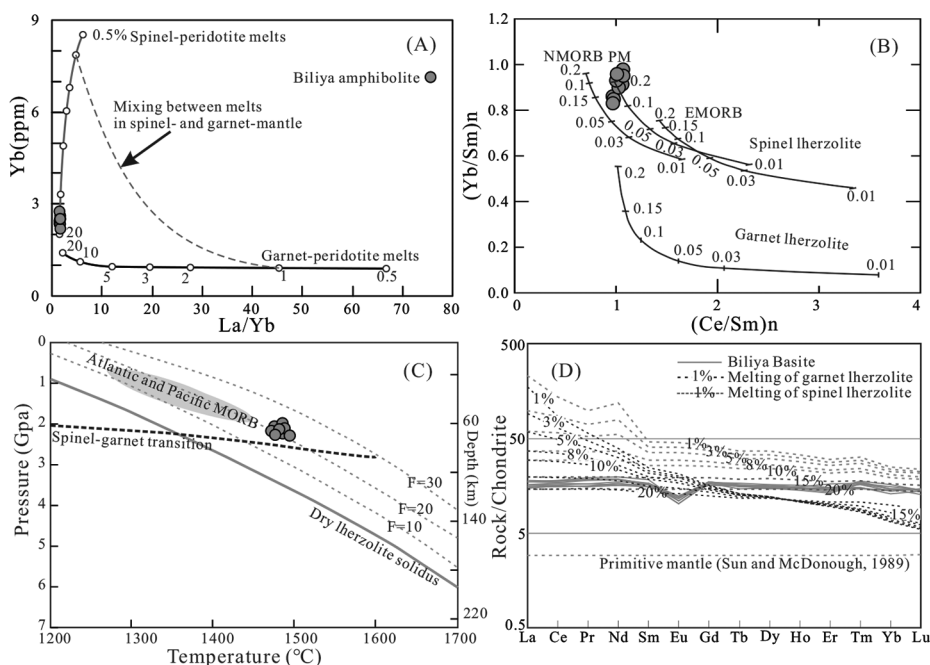 (A)
9
6
3
0
Yb(ppm)
0.5% Spinel-peridotite melts
Biliya amphibolite
Mixing between melts
in spinel- and garnet-mantle
20
20
10
5
3
2
1
0.5
Garnet-peridotite melts
0 10 20 30 40 50 60 70 80
La/Yb
(B)
1.2
1.0
0.8
0.6
0.4
0.2
0.0
(Yb/Sm)n
NMORB PM
0.2
0.1
0.15
0.05
0.03
0.01
0.2
0.1
0.05
0.03
0.01
EMORB
0.2
0.15
0.1
0.05
0.03
0.01
Spinel lherzolite
0.2
0.15
0.1
0.05
0.03
0.01
Garnet lherzolite
0 1 2 3 4
(Ce/Sm)n
(C)
0
1
2
3
4
5
6
7
Pressure (Gpa)
Atlantic and Pacific MORB
Spinel-garnet transition
Dry lherzolite solidus
F=30
F=20
F=10
60
140
220
Depth (km)
1200 1300 1400 1500 1600 1700
Temperature (°C)
(D)
500
50
5
0.5
Rock/Chondrite
Biliya Basite
1% Melting of garnet lherzolite
1% Melting of spinel lherzolite
1%
3%
5%
8%
10%
20%
15%
1%
3%
5%
8%
10%
15%
20%
Primitive mantle (Sun and McDonough, 1989)
La Ce Pr Nd Sm Eu Gd Tb Dy Ho Er Tm Yb Lu